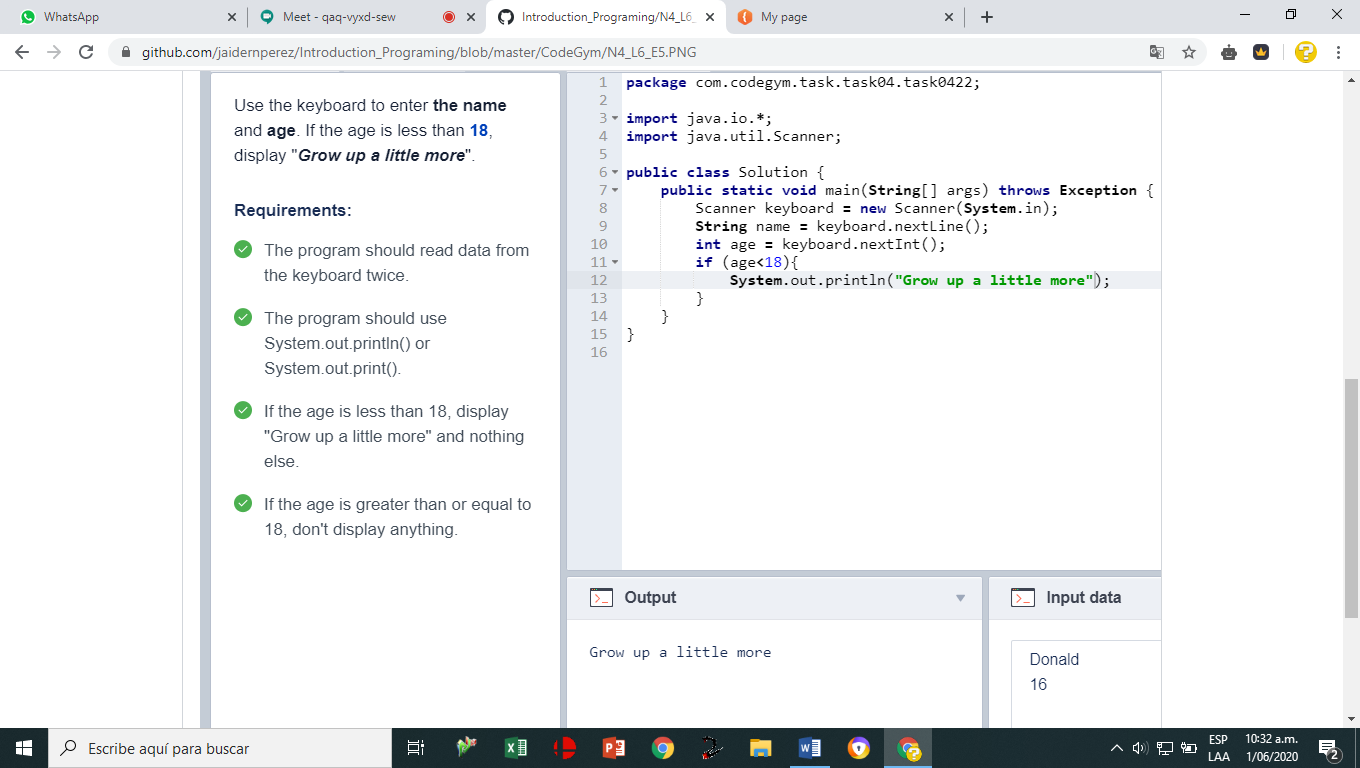 WhatsApp
Meet - qaq-vyxd-sew
Introduction_Programing/N4_L6_
My page
github.com/jaidernperez/Introduction_Programing/blob/master/CodeGym/N4_L6_E5.PNG
Use the keyboard to enter the name
and age. If the age is less than 18,
display "Grow up a little more".
Requirements:
The program should read data from
the keyboard twice.
The program should use
System.out.println() or
System.out.print().
If the age is less than 18, display
"Grow up a little more" and nothing
else.
If the age is greater than or equal to
18, don't display anything.
1 package com.codegym.task.task04.task0422;
2
3 import java.io.*;
4 import java.util.Scanner;
5
6 public class Solution {
7 public static void main(String[] args) throws Exception {
8 Scanner keyboard = new Scanner(System.in);
9 String name = keyboard.nextLine();
10 int age = keyboard.nextInt();
11 if (age<18){
12 System.out.println("Grow up a little more");
13 }
14 }
15 }
16
Output
Grow up a little more
Input data
Donald
16
Escribe aquí para buscar
ESP
LAA
10:32 a.m.
1/06/2020
2